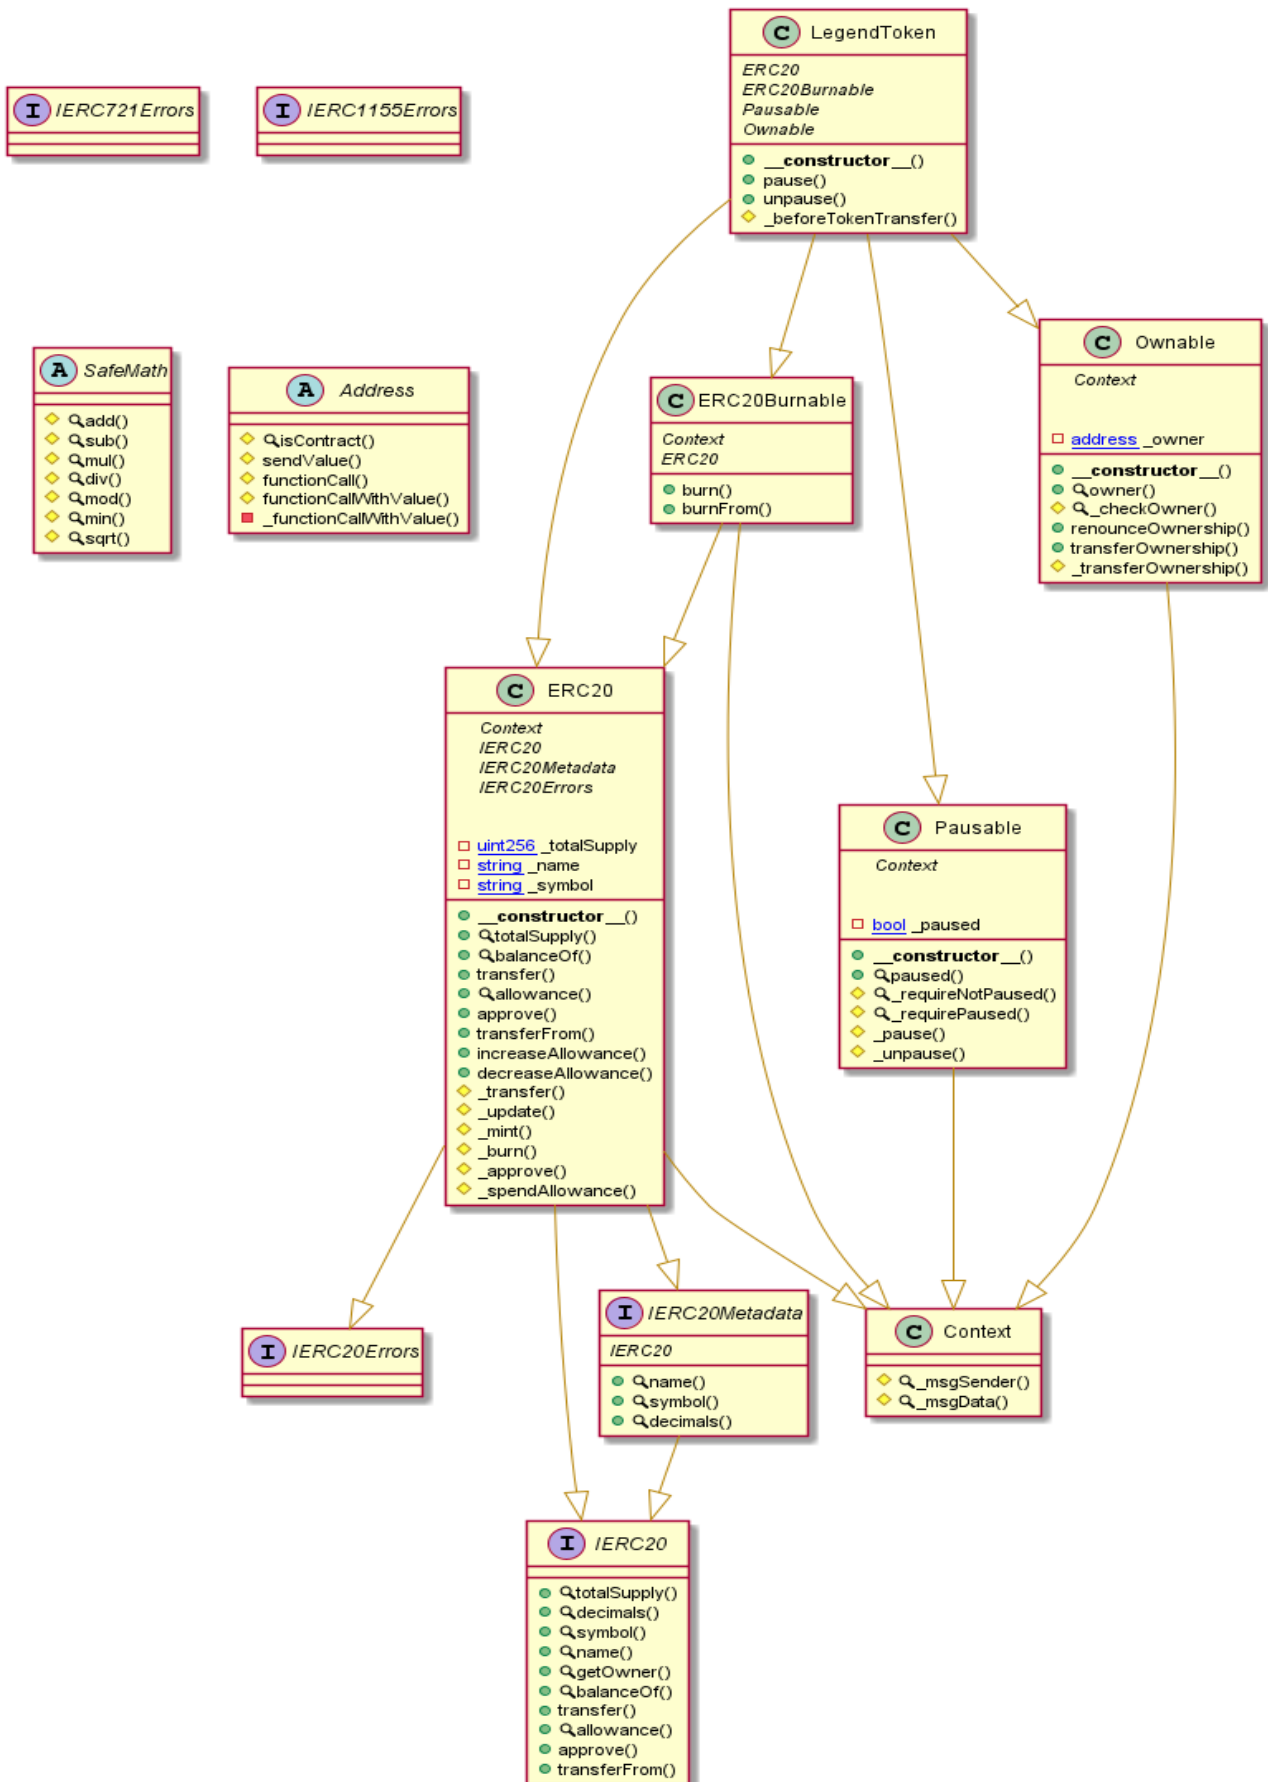 C LegendToken
ERC20
ERC20Burnable
Pausable
Ownable
__constructor__()
pause()
unpause()
_beforeTokenTransfer()
I IERC721Errors
I IERC1155Errors
A SafeMath
add()
sub()
mul()
div()
mod()
min()
sqrt()
A Address
isContract()
sendValue()
functionCall()
functionCallWithValue()
_functionCallWithValue()
C ERC20Burnable
Context
ERC20
burn()
burnFrom()
C Ownable
Context
address _owner
__constructor__()
owner()
_checkOwner()
renounceOwnership()
transferOwnership()
_transferOwnership()
C ERC20
Context
IERC20
IERC20Metadata
IERC20Errors
uint256 _totalSupply
string _name
string _symbol
__constructor__()
totalSupply()
balanceOf()
transfer()
allowance()
approve()
transferFrom()
increaseAllowance()
decreaseAllowance()
_transfer()
_update()
_mint()
_burn()
_approve()
_spendAllowance()
C Pausable
Context
bool _paused
__constructor__()
paused()
_requireNotPaused()
_requirePaused()
_pause()
_unpause()
I IERC20Errors
I IERC20Metadata
IERC20
name()
symbol()
decimals()
C Context
_msgSender()
_msgData()
I IERC20
totalSupply()
decimals()
symbol()
name()
getOwner()
balanceOf()
transfer()
allowance()
approve()
transferFrom()